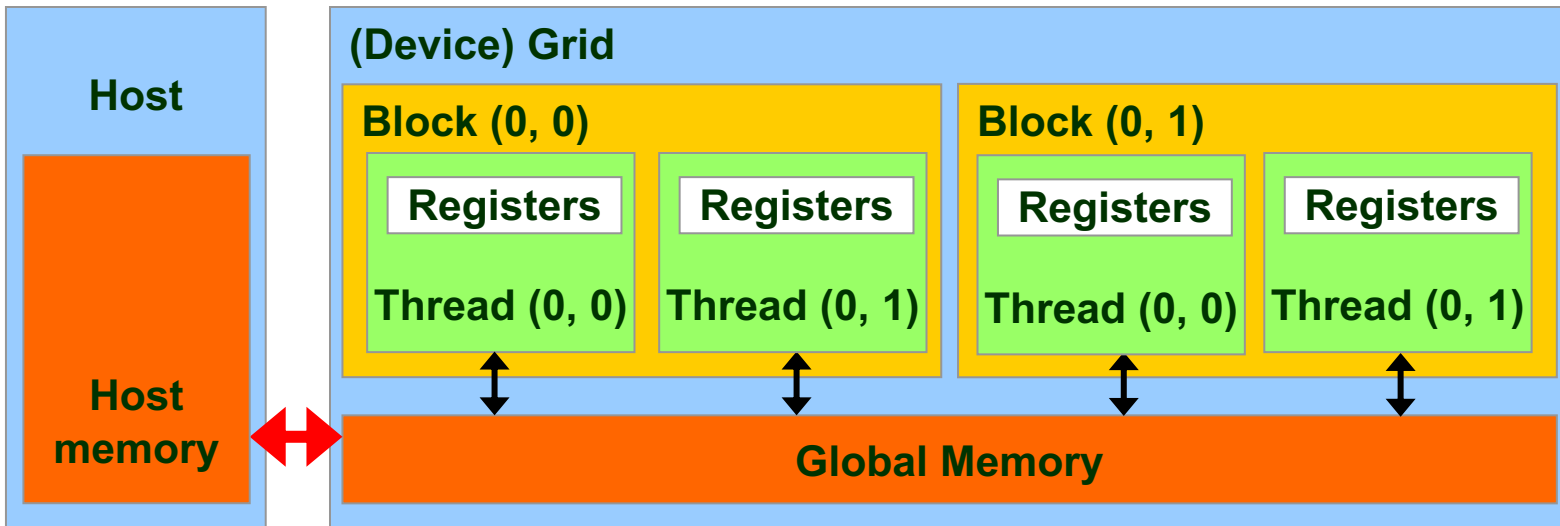 Host
Host
memory
(Device) Grid
Block (0, 0)
Registers
Thread (0, 0)
Registers
Thread (0, 1)
Block (0, 1)
Registers
Thread (0, 0)
Registers
Thread (0, 1)
Global Memory